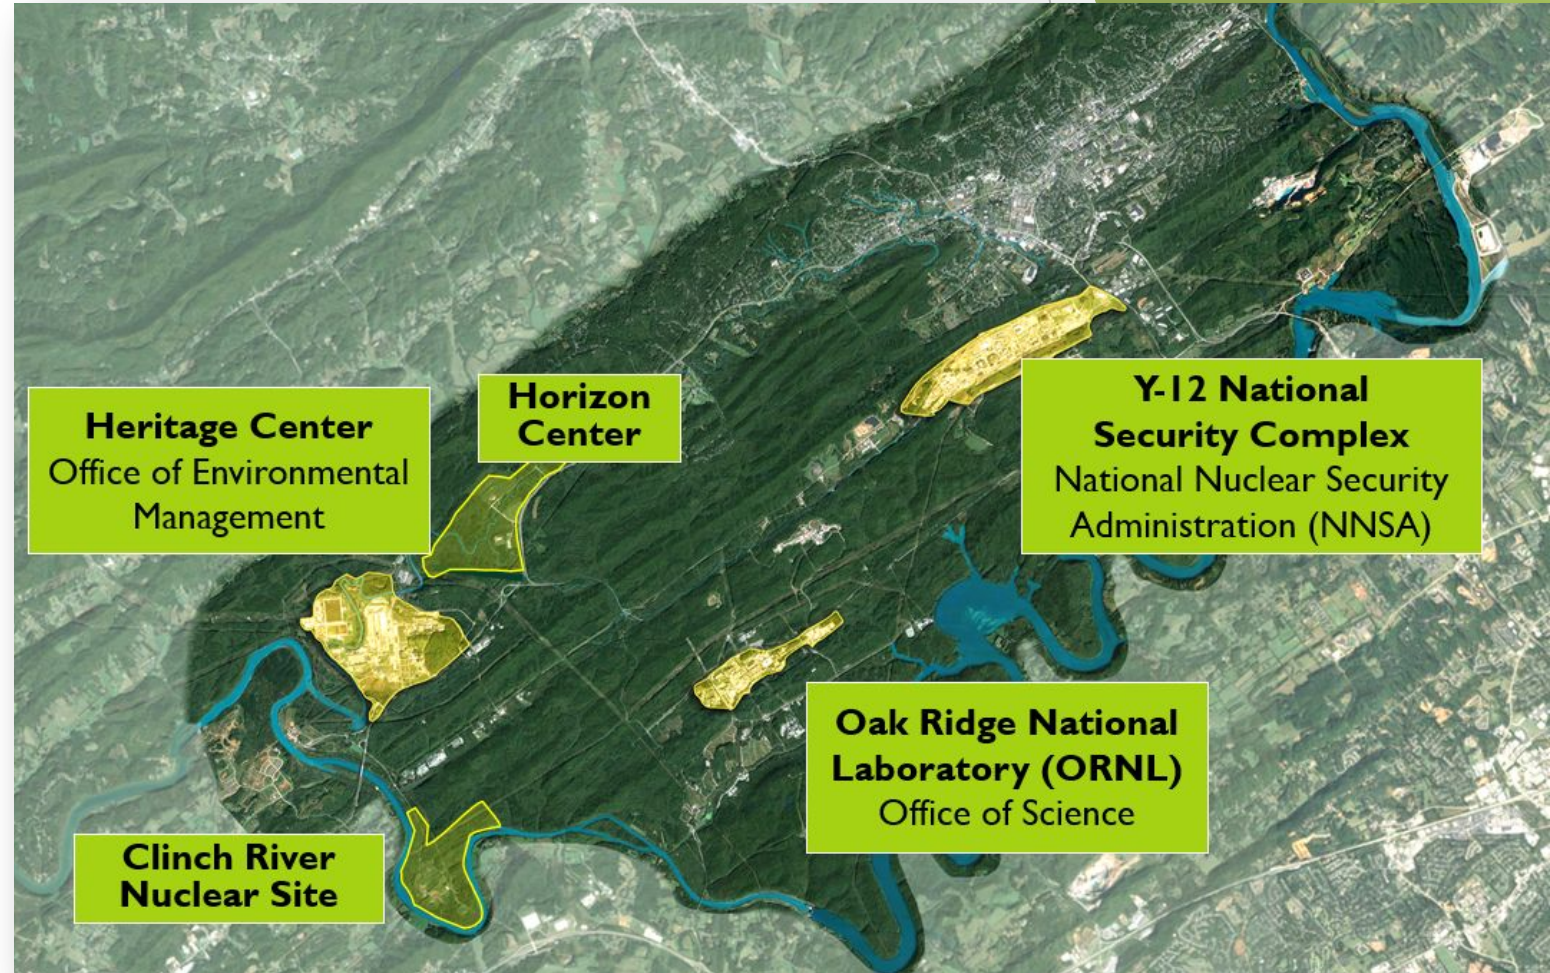 Horizon
Center
Heritage Center
Office of Environmental
Management
Y-12 National
Security Complex
National Nuclear Security
Administration (NNSA)
Oak Ridge National
Laboratory (ORNL)
Office of Science
Clinch River
Nuclear Site